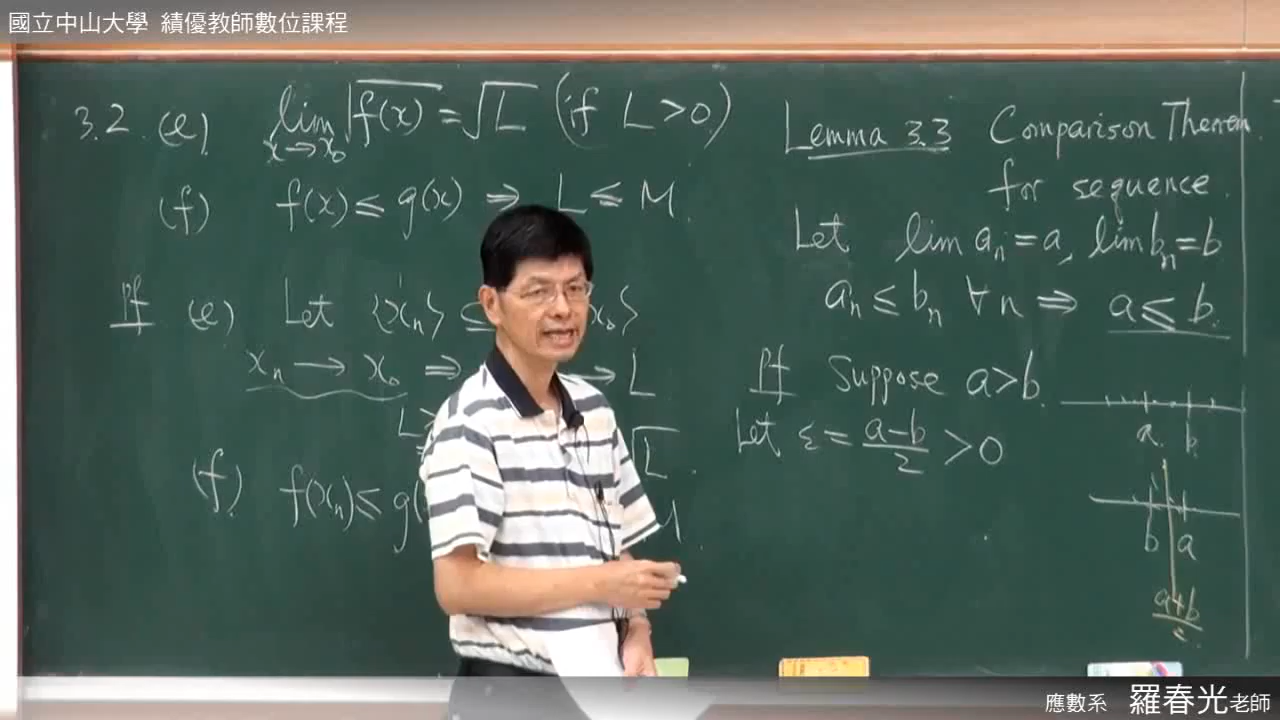 國立中山大學 績優教師數位課程
3.2 (e) lim √f(x) = √L (if L > 0)
x → x₀
(f) f(x) ≤ g(x) ⇒ L ≤ M.
Pf (e) Let {xₙ} ⊆ x₀}
xₙ → x₀ ⇒ → L
L √L.
(f) f(xₙ) ≤ g( M.
Lemma 3.3 Comparison Theorem
for sequence.
Let lim aₙ = a, lim bₙ = b
aₙ ≤ bₙ ∀n ⇒ a ≤ b.
Pf Suppose a > b.
Let ε = (a-b)/2 > 0
a b
b a
(a+b)/2
應數系 羅春光老師